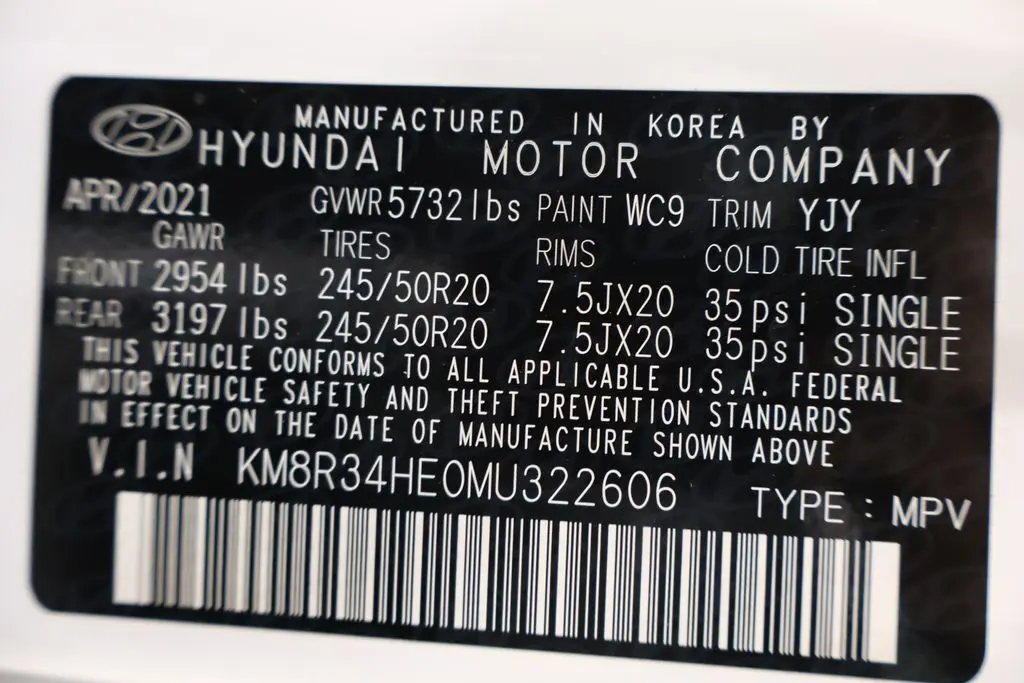 MANUFACTURED IN KOREA BY
HYUNDAI MOTOR COMPANY
APR/2021 GVWR 5732 lbs PAINT WC9 TRIM YJY
GAWR TIRES RIMS COLD TIRE INFL
FRONT 2954 lbs 245/50R20 7.5JX20 35psi SINGLE
REAR 3197 lbs 245/50R20 7.5JX20 35psi SINGLE
THIS VEHICLE CONFORMS TO ALL APPLICABLE U.S.A. FEDERAL
MOTOR VEHICLE SAFETY AND THEFT PREVENTION STANDARDS
IN EFFECT ON THE DATE OF MANUFACTURE SHOWN ABOVE
V.I.N KM8R34HE0MU322606 TYPE : MPV